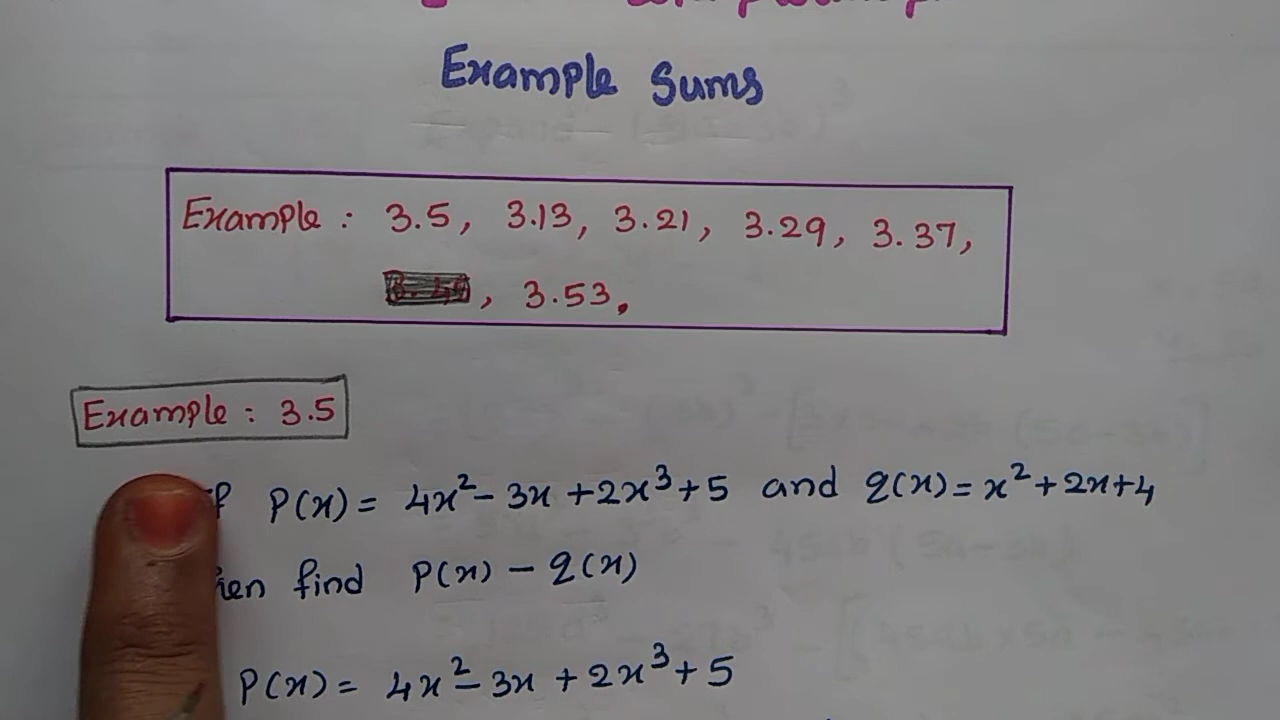 Example Sums
Example : 3.5, 3.13, 3.21, 3.29, 3.37,
, 3.53.
Example : 3.5
P(x) = 4x² - 3x + 2x³ + 5 and q(x) = x² + 2x + 4
find P(x) - q(x)
P(x) = 4x² - 3x + 2x³ + 5